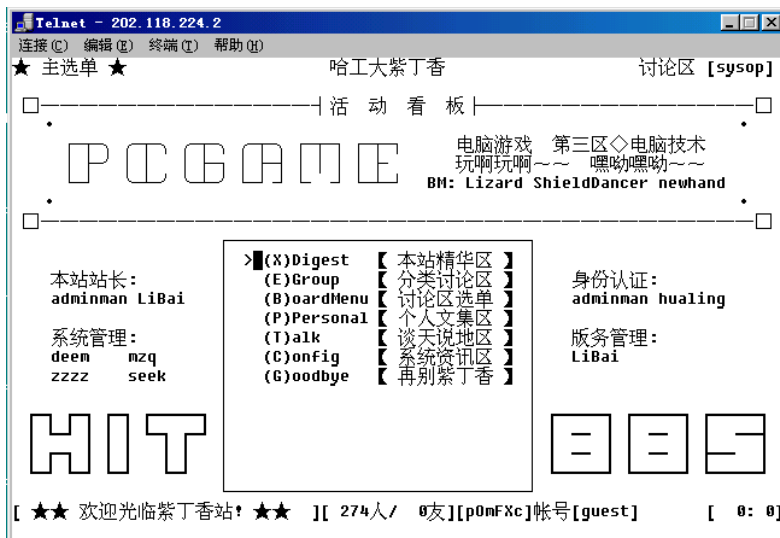 Telnet - 202.118.224.2
连接(C) 编辑(E) 终端(T) 帮助(H)
★ 主选单 ★ 哈工大紫丁香 讨论区 [sysop]
活 动 看 板
PCGAME
电脑游戏 第三区◇电脑技术
玩啊玩啊~~ 嘿呦嘿呦~~
BM: Lizard ShieldDancer newhand
本站站长:
adminman LiBai
系统管理:
deem mzq
zzzz seek
>(X)Digest 【 本站精华区 】
(E)Group 【 分类讨论区 】
(B)oardMenu【 讨论区选单 】
(P)Personal【 个人文集区 】
(T)alk 【 谈天说地区 】
(C)onfig 【 系统资讯区 】
(G)oodbye 【 再别紫丁香 】
身份认证:
adminman hualing
版务管理:
LiBai
HIT BBS
[ ★★ 欢迎光临紫丁香站! ★★ ][ 274人/ 0友][pOmFXc]帐号[guest] [ 0: 0]